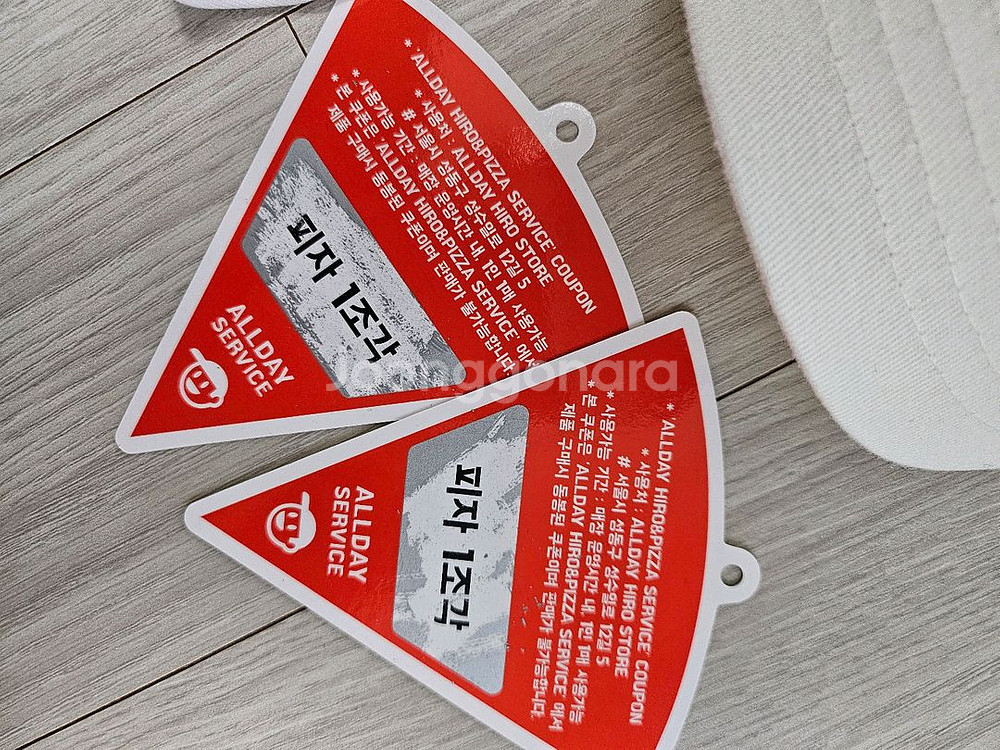 * 'ALLDAY HIRO&PIZZA SERVICE' COUPON
* 사용처 : ALLDAY HIRO STORE
# 서울시 성동구 성수일로 12길 5
* 사용가능 기간 : 매장 운영시간 내, 1인 1매 사용가능
* 본 쿠폰은 'ALLDAY HIRO&PIZZA SERVICE' 에서
제품 구매시 동봉된 쿠폰이며 판매가 불가능합니다.
피자 1조각
ALLDAY
SERVICE
* 'ALLDAY HIRO&PIZZA SERVICE' COUPON
* 사용처 : ALLDAY HIRO STORE
# 서울시 성동구 성수일로 12길 5
* 사용가능 기간 : 매장 운영시간 내, 1인 1매 사용가능
* 본 쿠폰은 'ALLDAY HIRO&PIZZA SERVICE' 에서
제품 구매시 동봉된 쿠폰이며 판매가 불가능합니다.
피자 1조각
ALLDAY
SERVICE
Joonggonara